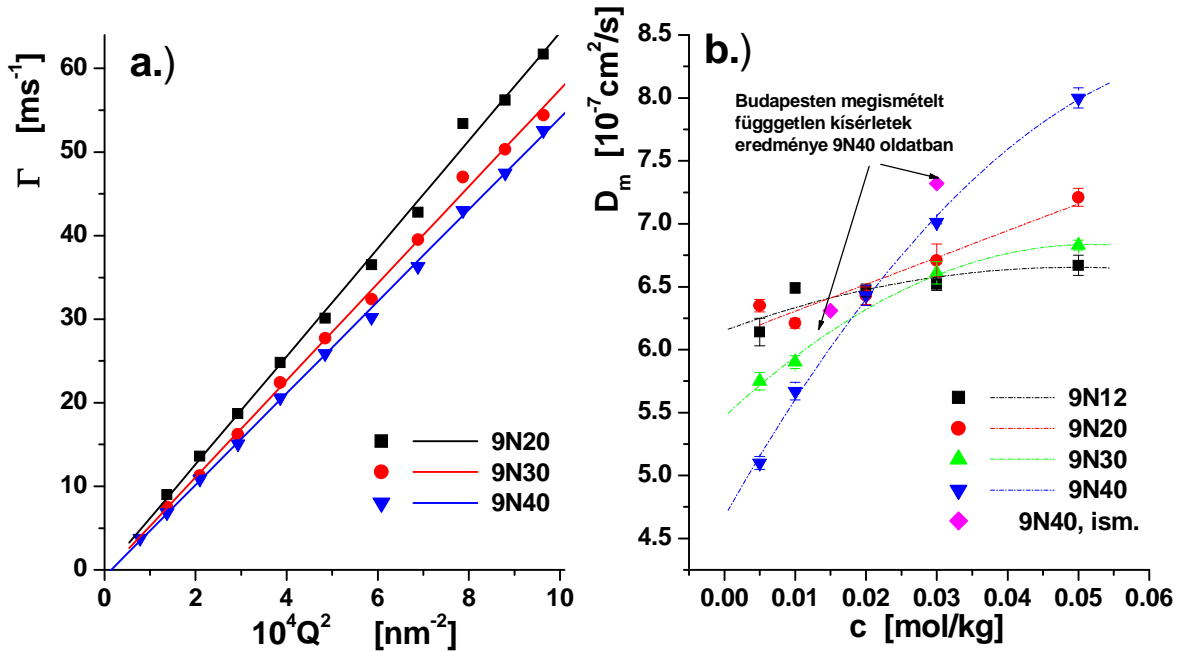 a.)
Γ [ms⁻¹]
60
50
40
30
20
10
0
0
2
4
6
8
10
10⁴Q² [nm⁻²]
9N20
9N30
9N40
b.)
Dₘ [10⁻⁷cm²/s]
8.5
8.0
7.5
7.0
6.5
6.0
5.5
5.0
4.5
Budapesten megismételt
függgetlen kísérletek
eredménye 9N40 oldatban
9N12
9N20
9N30
9N40
9N40, ism.
0.00
0.01
0.02
0.03
0.04
0.05
0.06
c [mol/kg]